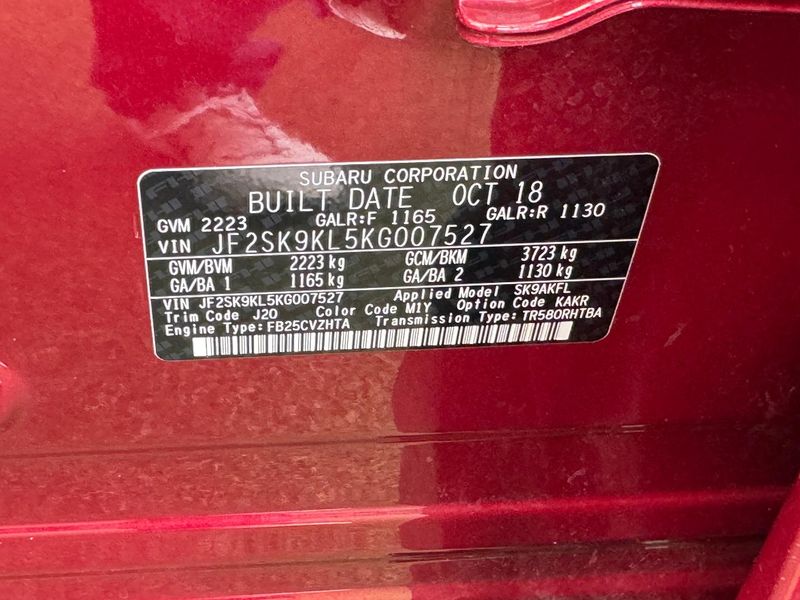 SUBARU CORPORATION
BUILT DATE OCT 18
GVM 2223 GALR:F 1165 GALR:R 1130
VIN JF2SK9KL5KG007527
GVM/BVM 2223 kg GCM/BKM 3723 kg
GA/BA 1 1165 kg GA/BA 2 1130 kg
VIN JF2SK9KL5KG007527 Applied Model SK9AKFL
Trim Code J20 Color Code M1Y Option Code KAKR
Engine Type:FB25CVZHTA Transmission Type:TR580RHTBA